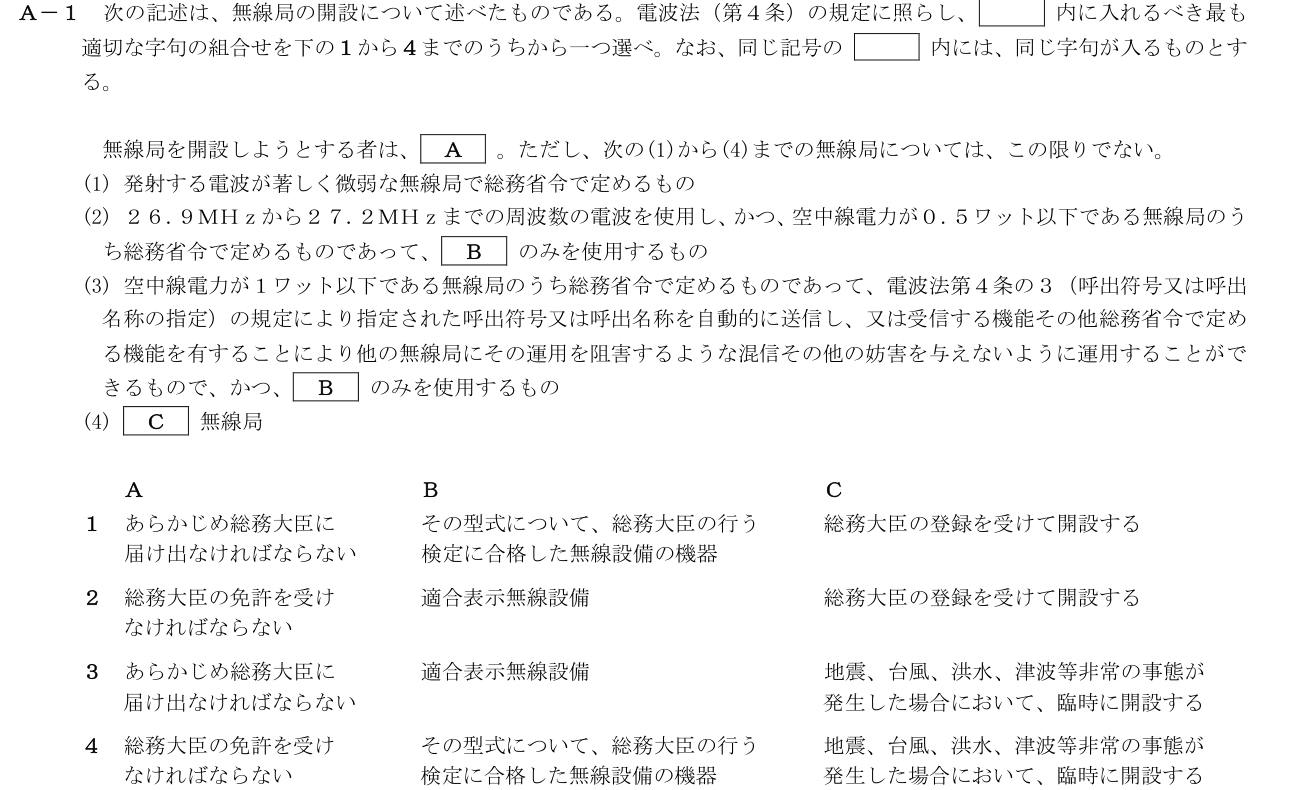 A－1　次の記述は、無線局の開設について述べたものである。電波法（第４条）の規定に照らし、　　　内に入れるべき最も
適切な字句の組合せを下の1から4までのうちから一つ選べ。なお、同じ記号の　　　内には、同じ字句が入るものとす
る。
無線局を開設しようとする者は、 A 。ただし、次の(1)から(4)までの無線局については、この限りでない。
(1) 発射する電波が著しく微弱な無線局で総務省令で定めるもの
(2) ２６．９ＭＨｚから２７．２ＭＨｚまでの周波数の電波を使用し、かつ、空中線電力が０．５ワット以下である無線局のう
ち総務省令で定めるものであって、 B のみを使用するもの
(3) 空中線電力が１ワット以下である無線局のうち総務省令で定めるものであって、電波法第４条の３（呼出符号又は呼出
名称の指定）の規定により指定された呼出符号又は呼出名称を自動的に送信し、又は受信する機能その他総務省令で定め
る機能を有することにより他の無線局にその運用を阻害するような混信その他の妨害を与えないように運用することがで
きるもので、かつ、 B のみを使用するもの
(4) C 無線局
A　B　C
1　あらかじめ総務大臣に　その型式について、総務大臣の行う　総務大臣の登録を受けて開設する
届け出なければならない　検定に合格した無線設備の機器
2　総務大臣の免許を受け　適合表示無線設備　総務大臣の登録を受けて開設する
なければならない
3　あらかじめ総務大臣に　適合表示無線設備　地震、台風、洪水、津波等非常の事態が
届け出なければならない　発生した場合において、臨時に開設する
4　総務大臣の免許を受け　その型式について、総務大臣の行う　地震、台風、洪水、津波等非常の事態が
なければならない　検定に合格した無線設備の機器　発生した場合において、臨時に開設する